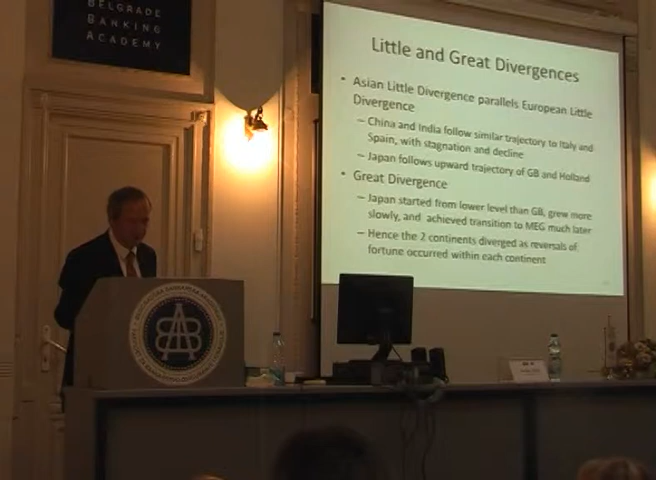 BELGRADE
BANKING
ACADEMY
Little and Great Divergences
• Asian Little Divergence parallels European Little
Divergence
– China and India follow similar trajectory to Italy and
Spain, with stagnation and decline
– Japan follows upward trajectory of GB and Holland
• Great Divergence
– Japan started from lower level than GB, grew more
slowly, and achieved transition to MEG much later
– Hence the 2 continents diverged as reversals of
fortune occurred within each continent